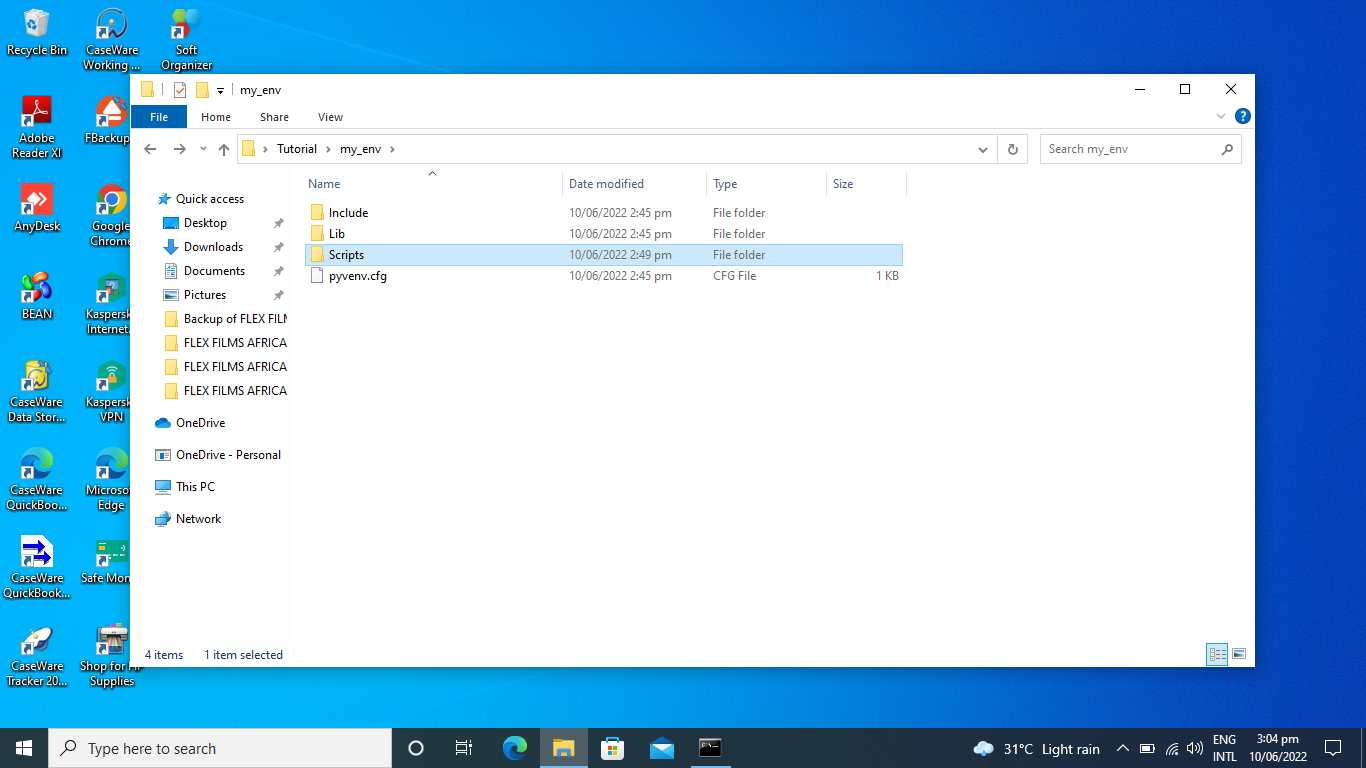 Recycle Bin
CaseWare
Working ...
Soft
Organizer
Adobe
Reader XI
FBackup
AnyDesk
Google
Chrome
BEAN
Kaspersk
Internet
CaseWare
Data Stor...
Kaspersk
VPN
CaseWare
QuickBoo...
Microsof
Edge
CaseWare
QuickBook...
Safe Mon
CaseWare
Tracker 20...
Shop for HP
Supplies
my_env
File
Home
Share
View
?
Tutorial
my_env
Search my_env
Quick access
Desktop
Downloads
Documents
Pictures
Backup of FLEX FILM
FLEX FILMS AFRICA
FLEX FILMS AFRICA
FLEX FILMS AFRICA
OneDrive
OneDrive - Personal
This PC
Network
Name Date modified Type Size
Include 10/06/2022 2:45 pm File folder
Lib 10/06/2022 2:45 pm File folder
Scripts 10/06/2022 2:49 pm File folder
pyvenv.cfg 10/06/2022 2:45 pm CFG File 1 KB
4 items 1 item selected
Type here to search
31°C Light rain
ENG
INTL
3:04 pm
10/06/2022